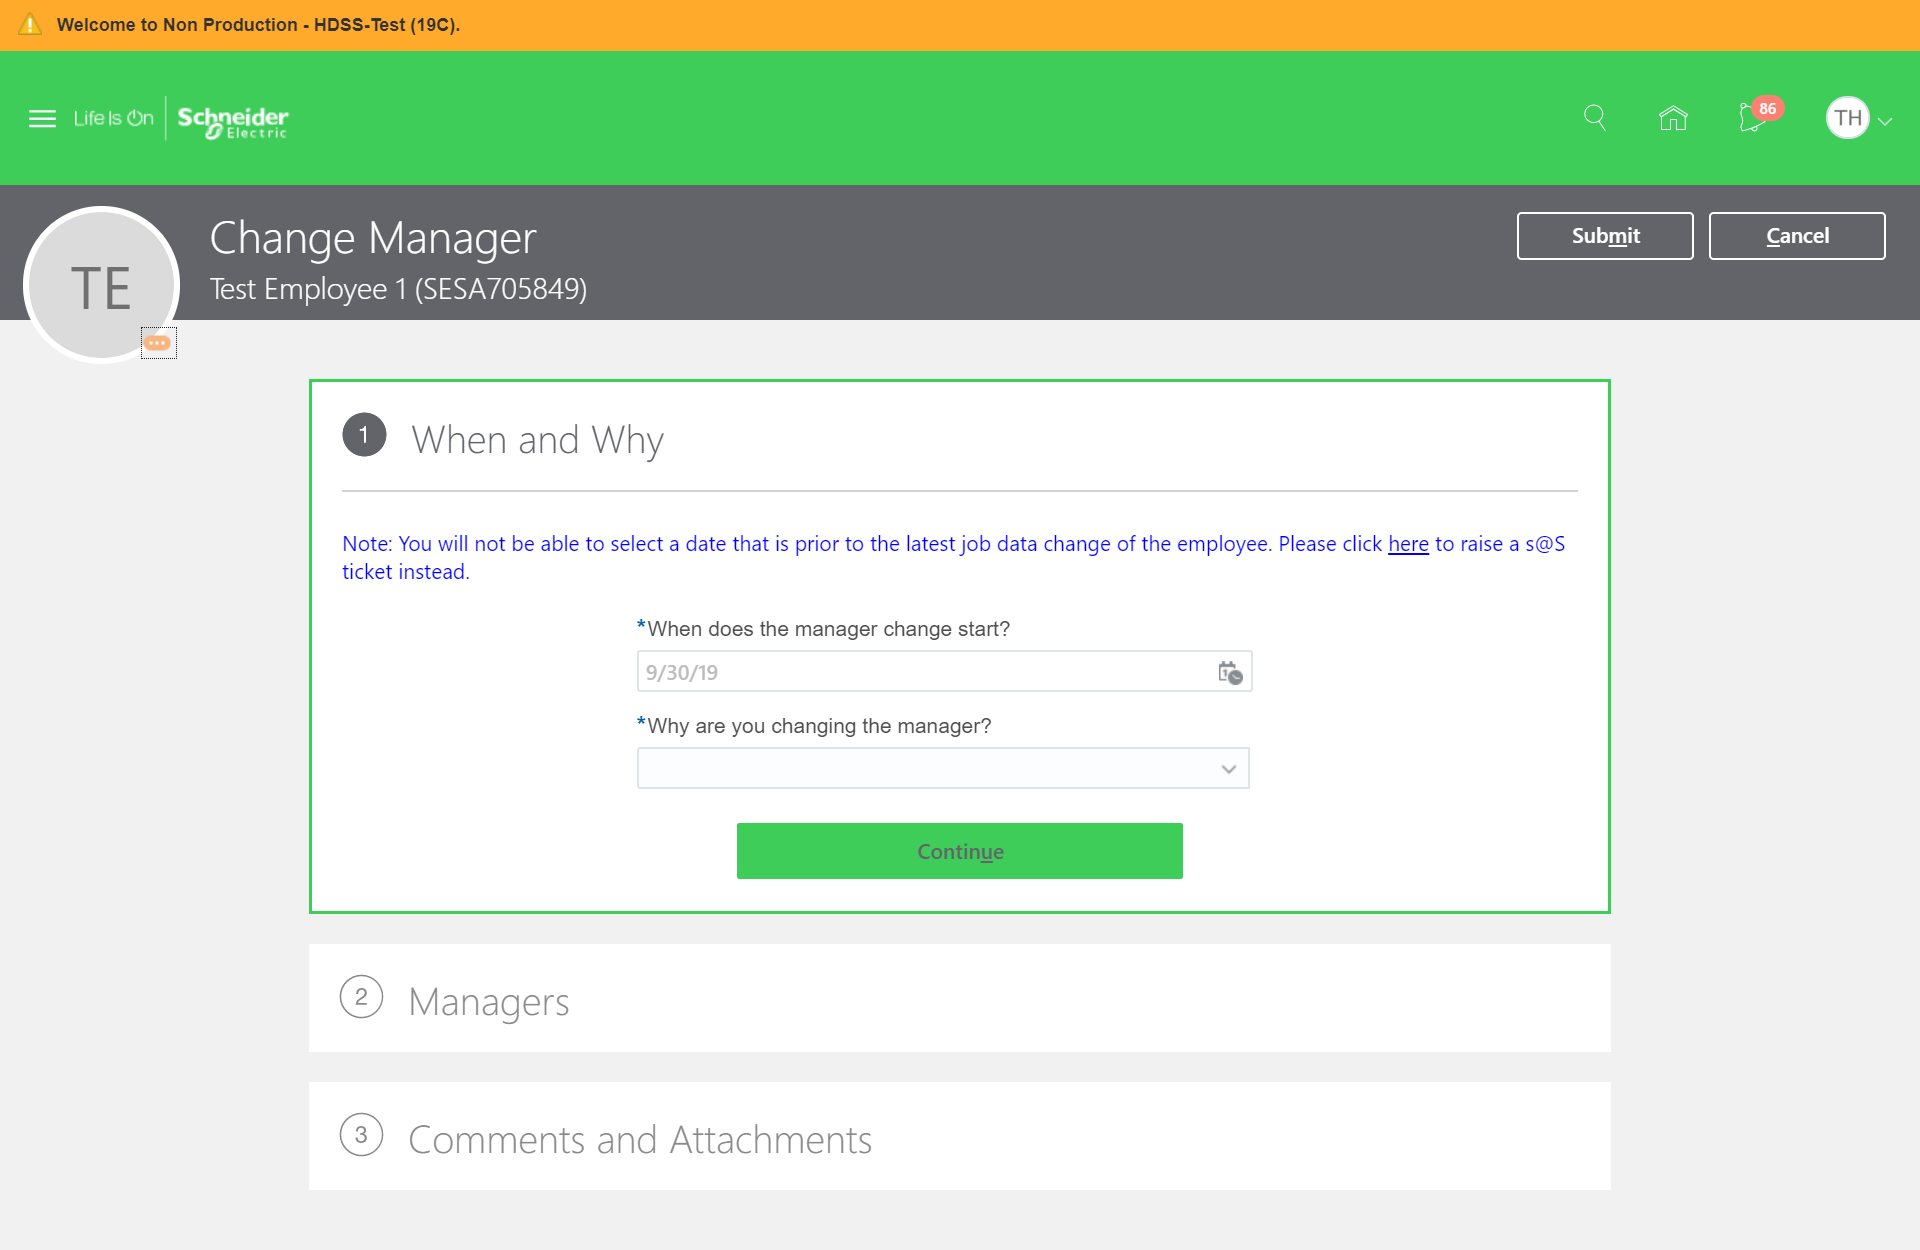 Welcome to Non Production - HDSS-Test (19C).
Life Is On
Schneider
Electric
86
TH
TE
Change Manager
Test Employee 1 (SESA705849)
Submit
Cancel
1
When and Why
Note: You will not be able to select a date that is prior to the latest job data change of the employee. Please click here to raise a s@S
ticket instead.
*When does the manager change start?
9/30/19
*Why are you changing the manager?
Continue
2
Managers
3
Comments and Attachments